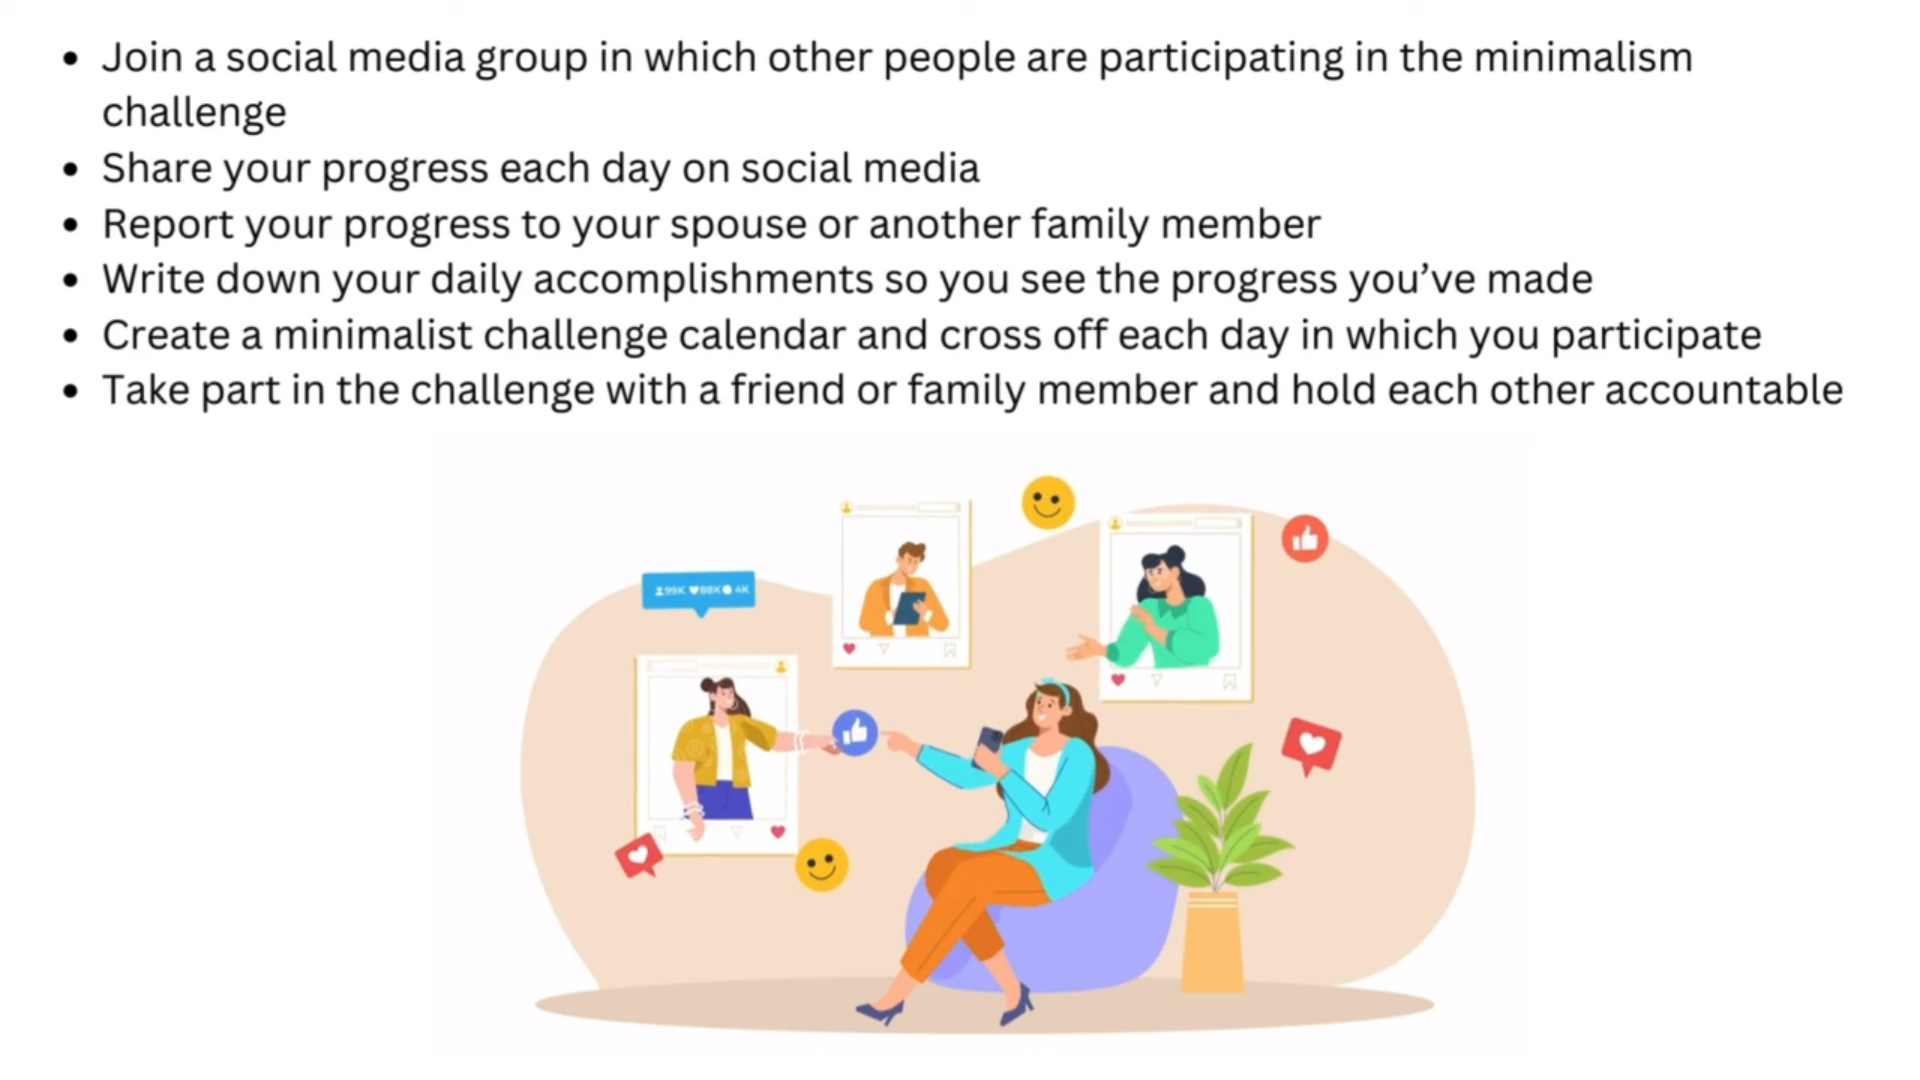 • Join a social media group in which other people are participating in the minimalism
challenge
• Share your progress each day on social media
• Report your progress to your spouse or another family member
• Write down your daily accomplishments so you see the progress you’ve made
• Create a minimalist challenge calendar and cross off each day in which you participate
• Take part in the challenge with a friend or family member and hold each other accountable
99K 88K 4K